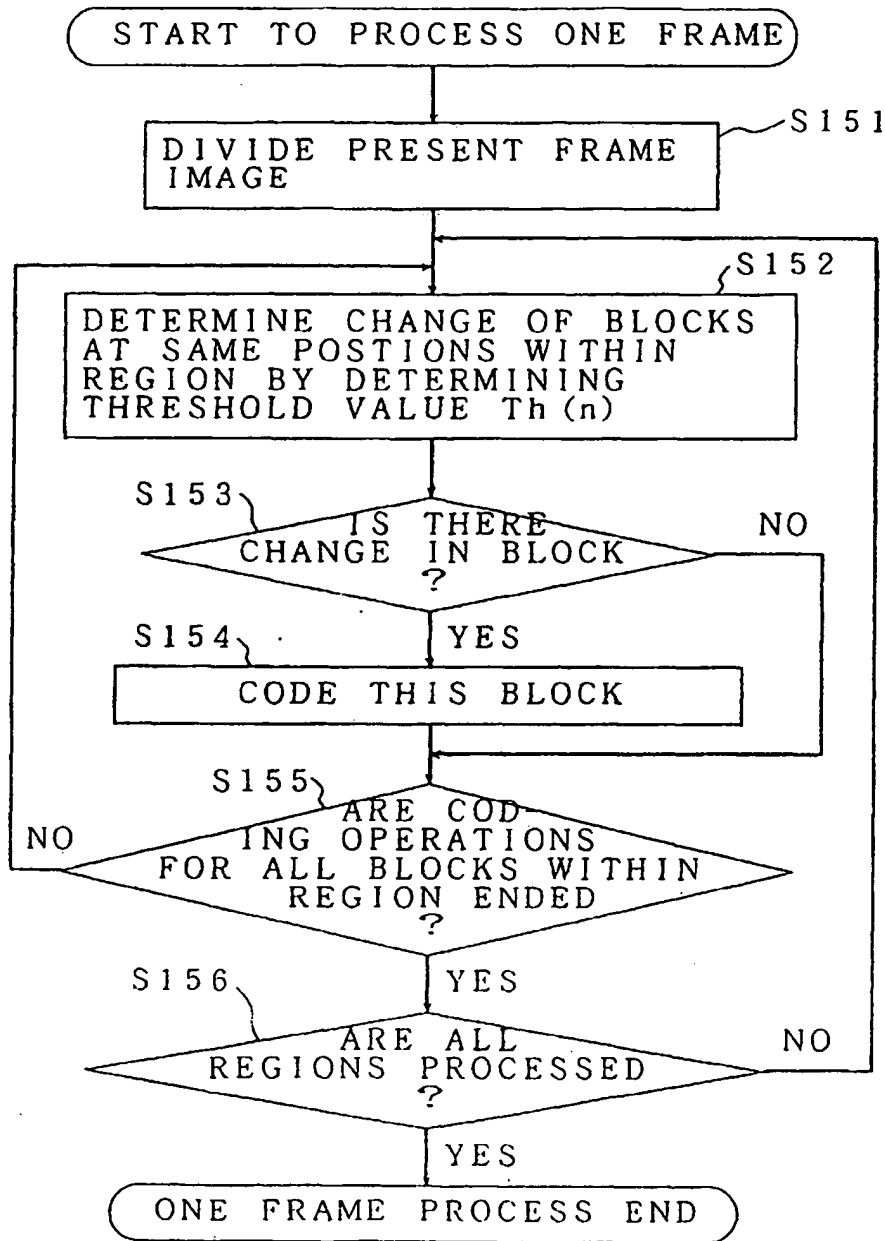 START TO PROCESS ONE FRAME
S151
DIVIDE PRESENT FRAME
IMAGE
S152
DETERMINE CHANGE OF BLOCKS
AT SAME POSTIONS WITHIN
REGION BY DETERMINING
THRESHOLD VALUE Th(n)
S153
IS THERE
CHANGE IN BLOCK
?
NO
YES
S154
CODE THIS BLOCK
S155
ARE COD-
ING OPERATIONS
FOR ALL BLOCKS WITHIN
REGION ENDED
?
NO
YES
S156
ARE ALL
REGIONS PROCESSED
?
NO
YES
ONE FRAME PROCESS END